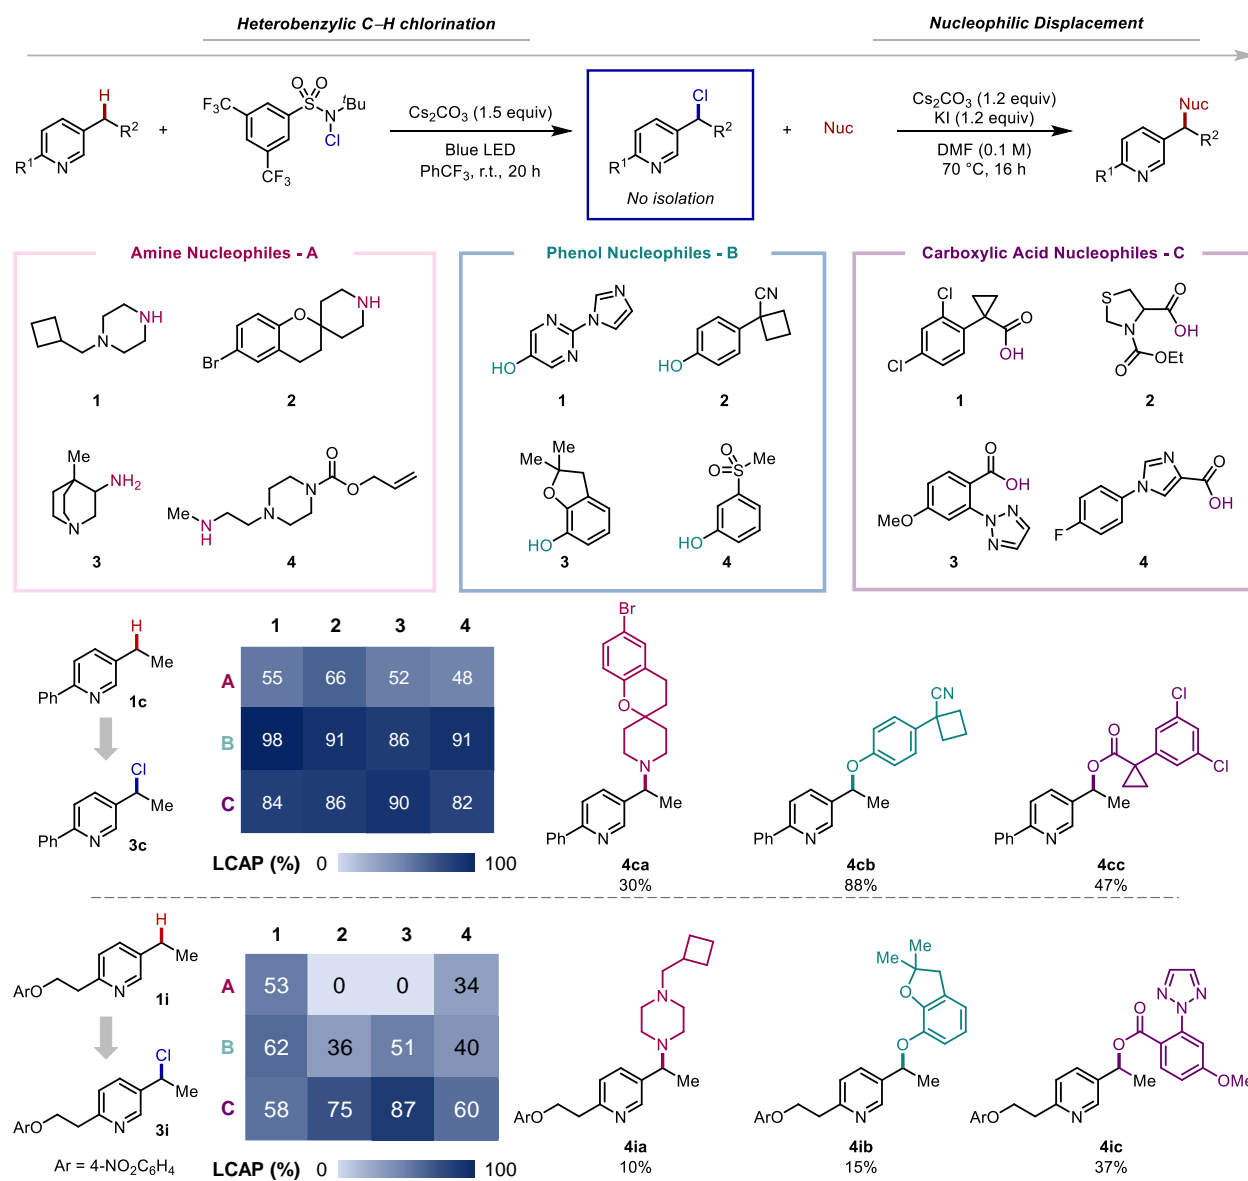 Heterobenzylic C–H chlorination
Nucleophilic Displacement
H
R2
R1
N
+
CF3
F3C
O O
S
N
tBu
Cl
Cs2CO3 (1.5 equiv)
Blue LED
PhCF3, r.t., 20 h
Cl
R2
R1
N
No isolation
+
Nuc
Cs2CO3 (1.2 equiv)
KI (1.2 equiv)
DMF (0.1 M)
70 °C, 16 h
Nuc
R2
R1
N
Amine Nucleophiles - A
NH
N
1
NH
O
Br
2
Me
NH2
N
3
Me
N
H
N
N
O
O
4
Phenol Nucleophiles - B
N
N
N
N
HO
1
CN
HO
2
Me
Me
O
HO
3
O
O
S
Me
HO
4
Carboxylic Acid Nucleophiles - C
Cl
Cl
O
OH
1
S
N
O
OH
O
OEt
2
O
OH
MeO
N
N
N
3
N
N
O
OH
F
4
H
Me
Ph
N
1c
Cl
Me
Ph
N
3c
1 2 3 4
A 55 66 52 48
B 98 91 86 91
C 84 86 90 82
LCAP (%) 0 100
Br
O
N
Me
Ph
N
4ca
30%
CN
O
Me
Ph
N
4cb
88%
Cl
Cl
O
O
Me
Ph
N
4cc
47%
H
Me
ArO
N
1i
Cl
Me
ArO
N
3i
Ar = 4-NO2C6H4
1 2 3 4
A 53 0 0 34
B 62 36 51 40
C 58 75 87 60
LCAP (%) 0 100
N
N
Me
ArO
N
4ia
10%
Me
Me
O
O
Me
ArO
N
4ib
15%
N
N
N
O
O
Me
OMe
ArO
N
4ic
37%